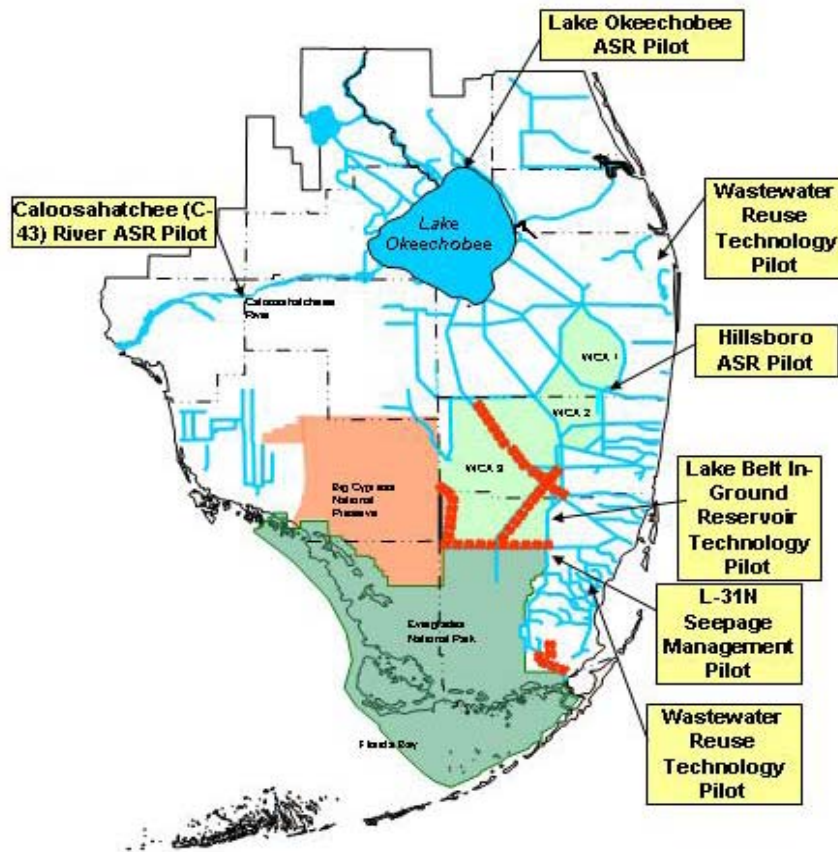 Lake Okeechobee
ASR Pilot
Caloosahatchee (C-
43) River ASR Pilot
Wastewater
Reuse
Technology
Pilot
Lake
Okeechobee
Caloosahatchee
River
Hillsboro
ASR Pilot
WCA 1
WCA 2
WCA 3
Big Cypress
National
Preserve
Lake Belt In-
Ground
Reservoir
Technology
Pilot
L-31N
Seepage
Management
Pilot
Everglades
National Park
Wastewater
Reuse
Technology
Pilot
Florida Bay